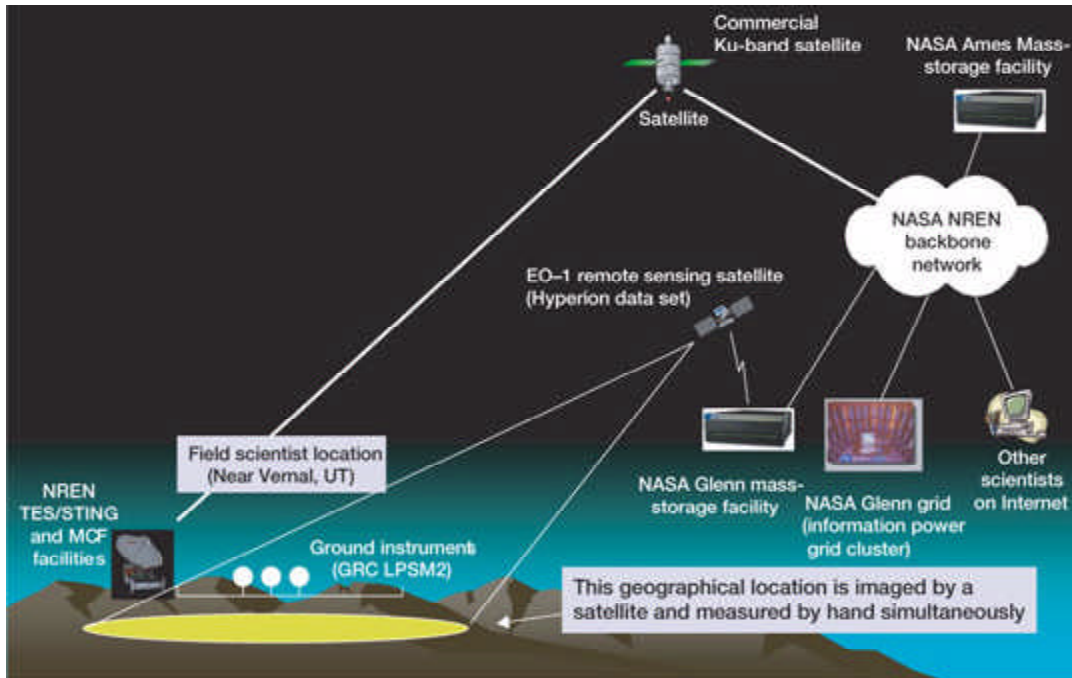 Commercial
Ku-band satellite
NASA Ames Mass-
storage facility
Satellite
NASA NREN
backbone
network
EO–1 remote sensing satellite
(Hyperion data set)
Field scientist location
(Near Vernal, UT)
NREN
TES/STING
and MCF
facilities
Ground instruments
(GRC LPSM2)
NASA Glenn mass-
storage facility
NASA Glenn grid
(information power
grid cluster)
Other
scientists
on Internet
This geographical location is imaged by a
satellite and measured by hand simultaneously